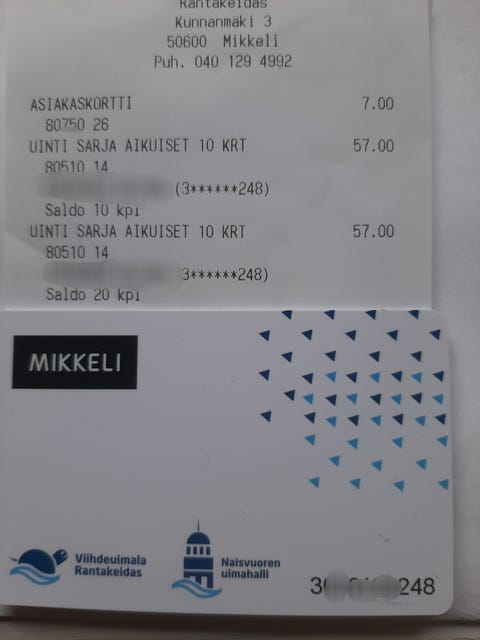 Rantakeidas
Kunnanmäki 3
50600 Mikkeli
Puh. 040 129 4992
ASIAKASKORTTI 7.00
80750 26
UINTI SARJA AIKUISET 10 KRT 57.00
80510 14
(3******248)
Saldo 10 kpl
UINTI SARJA AIKUISET 10 KRT 57.00
80510 14
3******248)
Saldo 20 kpl
MIKKELI
Viihdeuimala
Rantakeidas
Naisvuoren
uimahalli
3 248